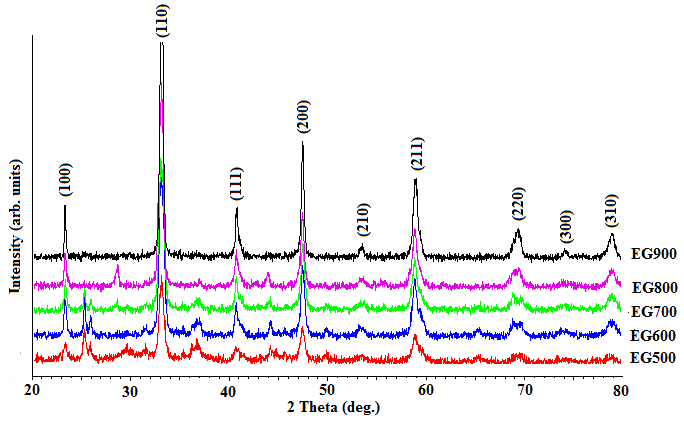 (110)
(100)
(111)
(200)
(210)
(211)
(220)
(300)
(310)
Intensity (arb. units)
EG900
EG800
EG700
EG600
EG500
20 30 40 50 60 70 80
2 Theta (deg.)